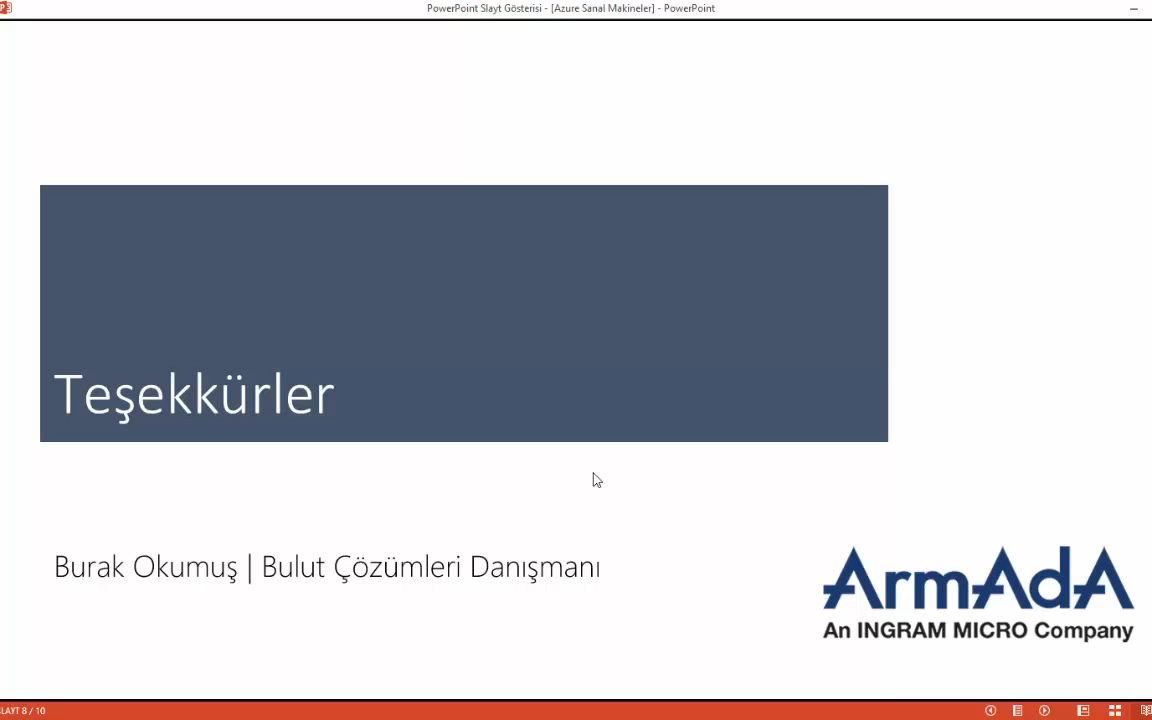 PowerPoint Slayt Gösterisi - [Azure Sanal Makineler] - PowerPoint
Teşekkürler
Burak Okumuş | Bulut Çözümleri Danışmanı
ArmAdA
An INGRAM MICRO Company
LAYT 8 / 10